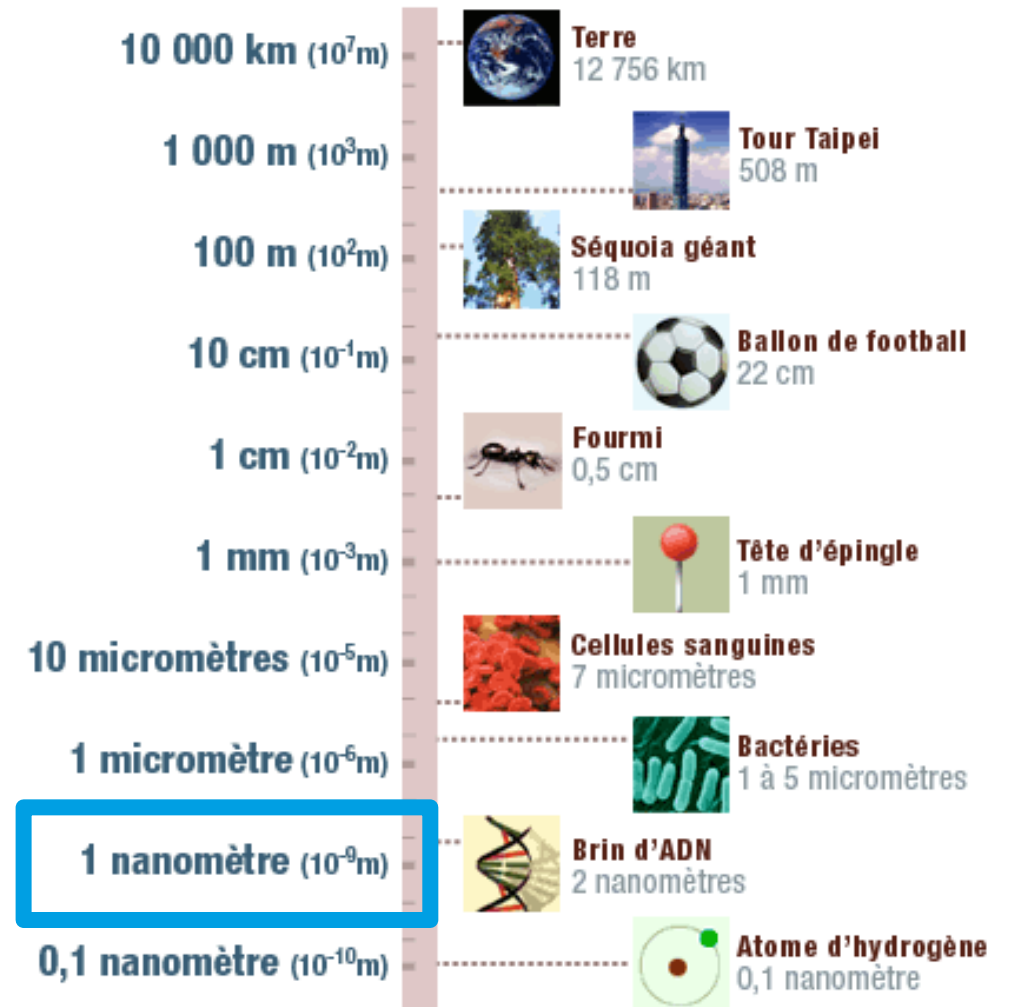 10 000 km (10⁷m)
Terre
12 756 km
1 000 m (10³m)
Tour Taipei
508 m
100 m (10²m)
Séquoia géant
118 m
10 cm (10⁻¹m)
Ballon de football
22 cm
1 cm (10⁻²m)
Fourmi
0,5 cm
1 mm (10⁻³m)
Tête d’épingle
1 mm
10 micromètres (10⁻⁵m)
Cellules sanguines
7 micromètres
1 micromètre (10⁻⁶m)
Bactéries
1 à 5 micromètres
1 nanomètre (10⁻⁹m)
Brin d’ADN
2 nanomètres
0,1 nanomètre (10⁻¹⁰m)
Atome d’hydrogène
0,1 nanomètre